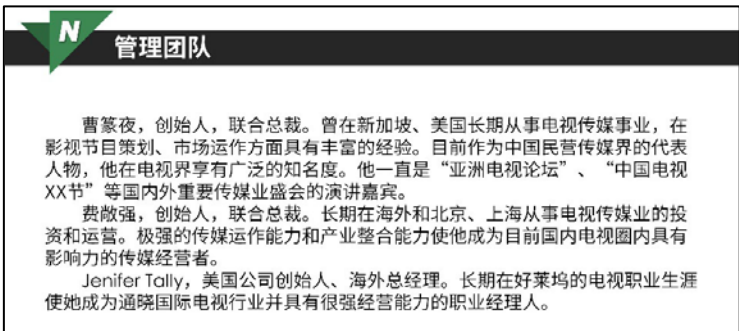 N
管理团队
曹篆夜，创始人，联合总裁。曾在新加坡、美国长期从事电视传媒事业，在
影视节目策划、市场运作方面具有丰富的经验。目前作为中国民营传媒界的代表
人物，他在电视界享有广泛的知名度。他一直是“亚洲电视论坛”、“中国电视
XX节”等国内外重要传媒业盛会的演讲嘉宾。
费敞强，创始人，联合总裁。长期在海外和北京、上海从事电视传媒业的投
资和运营。极强的传媒运作能力和产业整合能力使他成为目前国内电视圈内具有
影响力的传媒经营者。
Jenifer Tally，美国公司创始人、海外总经理。长期在好莱坞的电视职业生涯
使她成为通晓国际电视行业并具有很强经营能力的职业经理人。